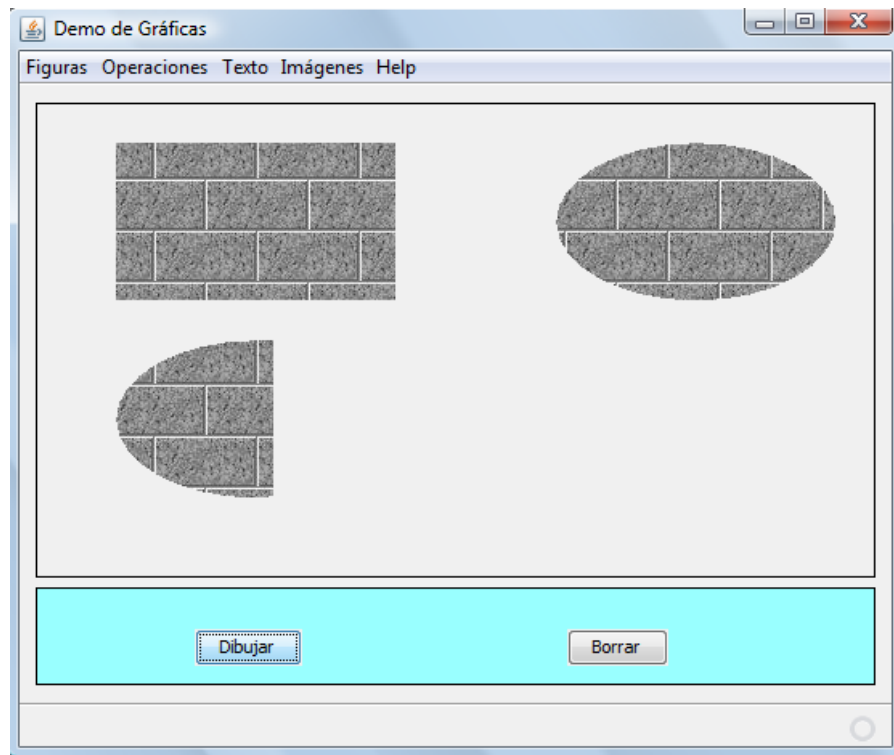 Demo de Gráficas
Figuras Operaciones Texto Imágenes Help
Dibujar Borrar